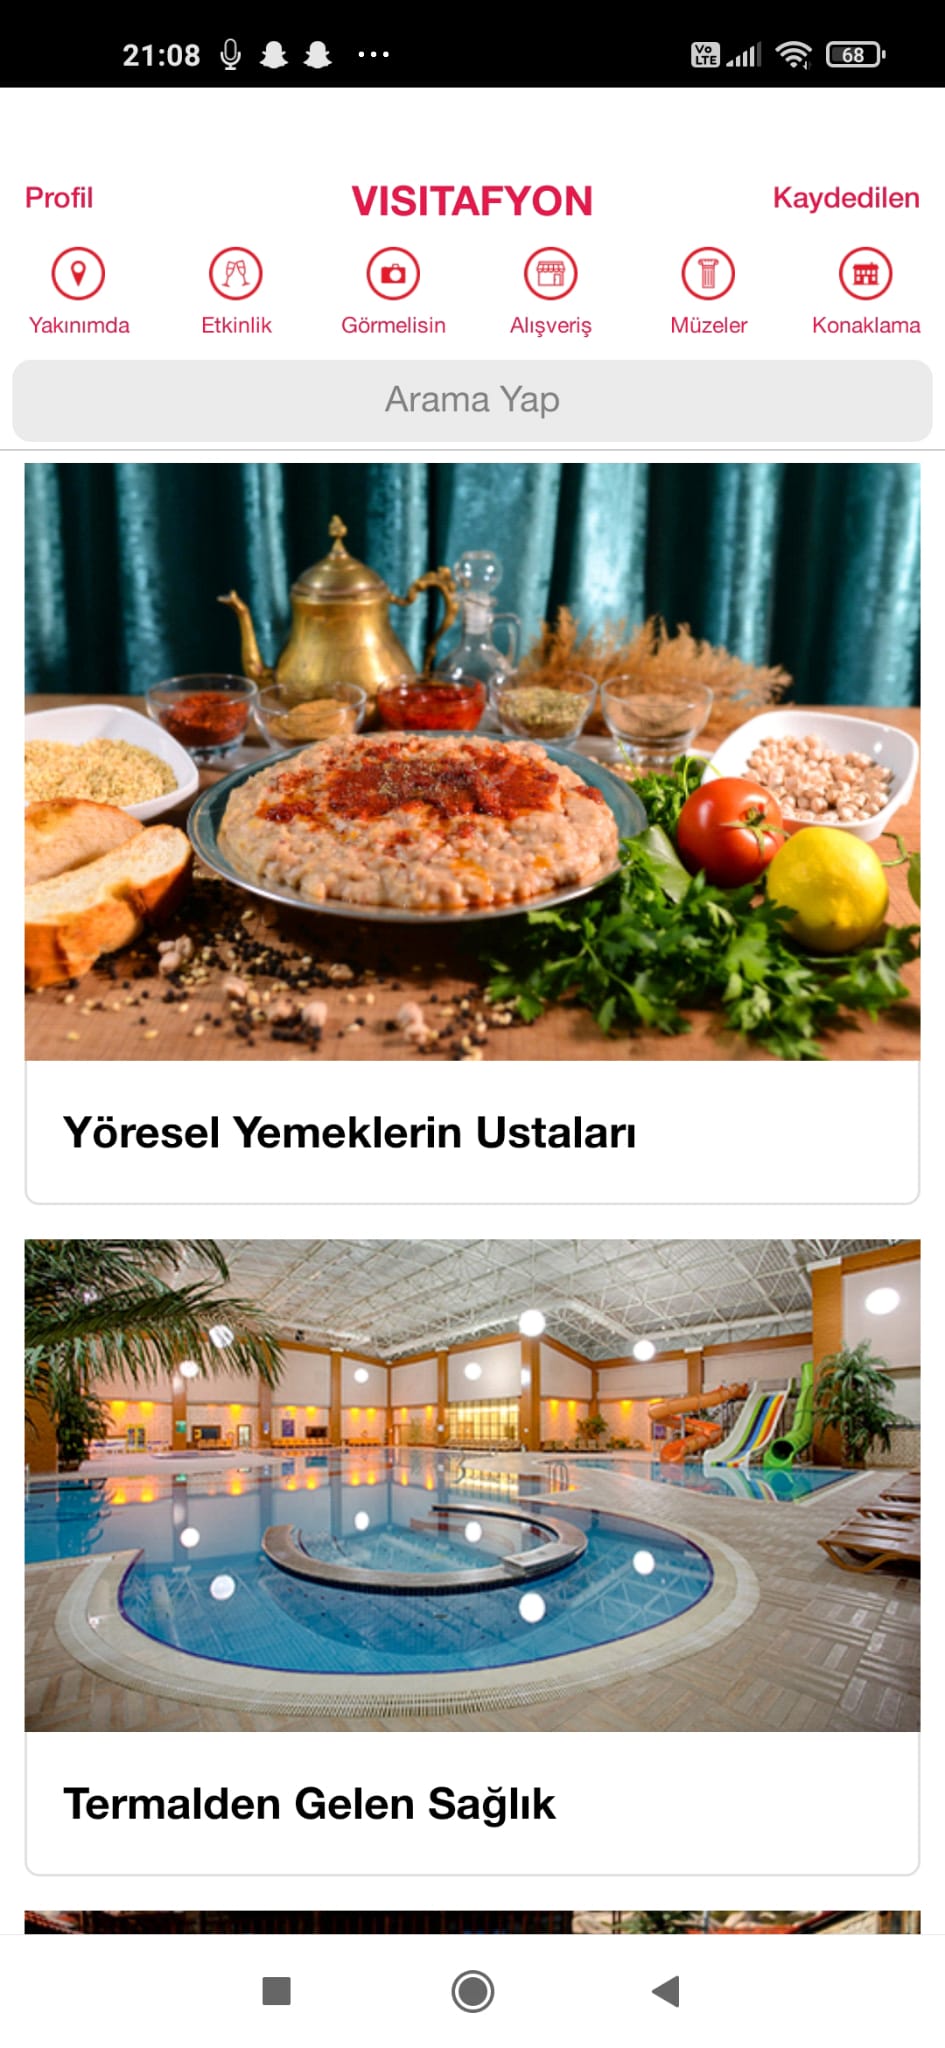 21:08
Vo LTE
68
Profil
VISITAFYON
Kaydedilen
Yakınımda
Etkinlik
Görmelisin
Alışveriş
Müzeler
Konaklama
Arama Yap
Yöresel Yemeklerin Ustaları
Termalden Gelen Sağlık